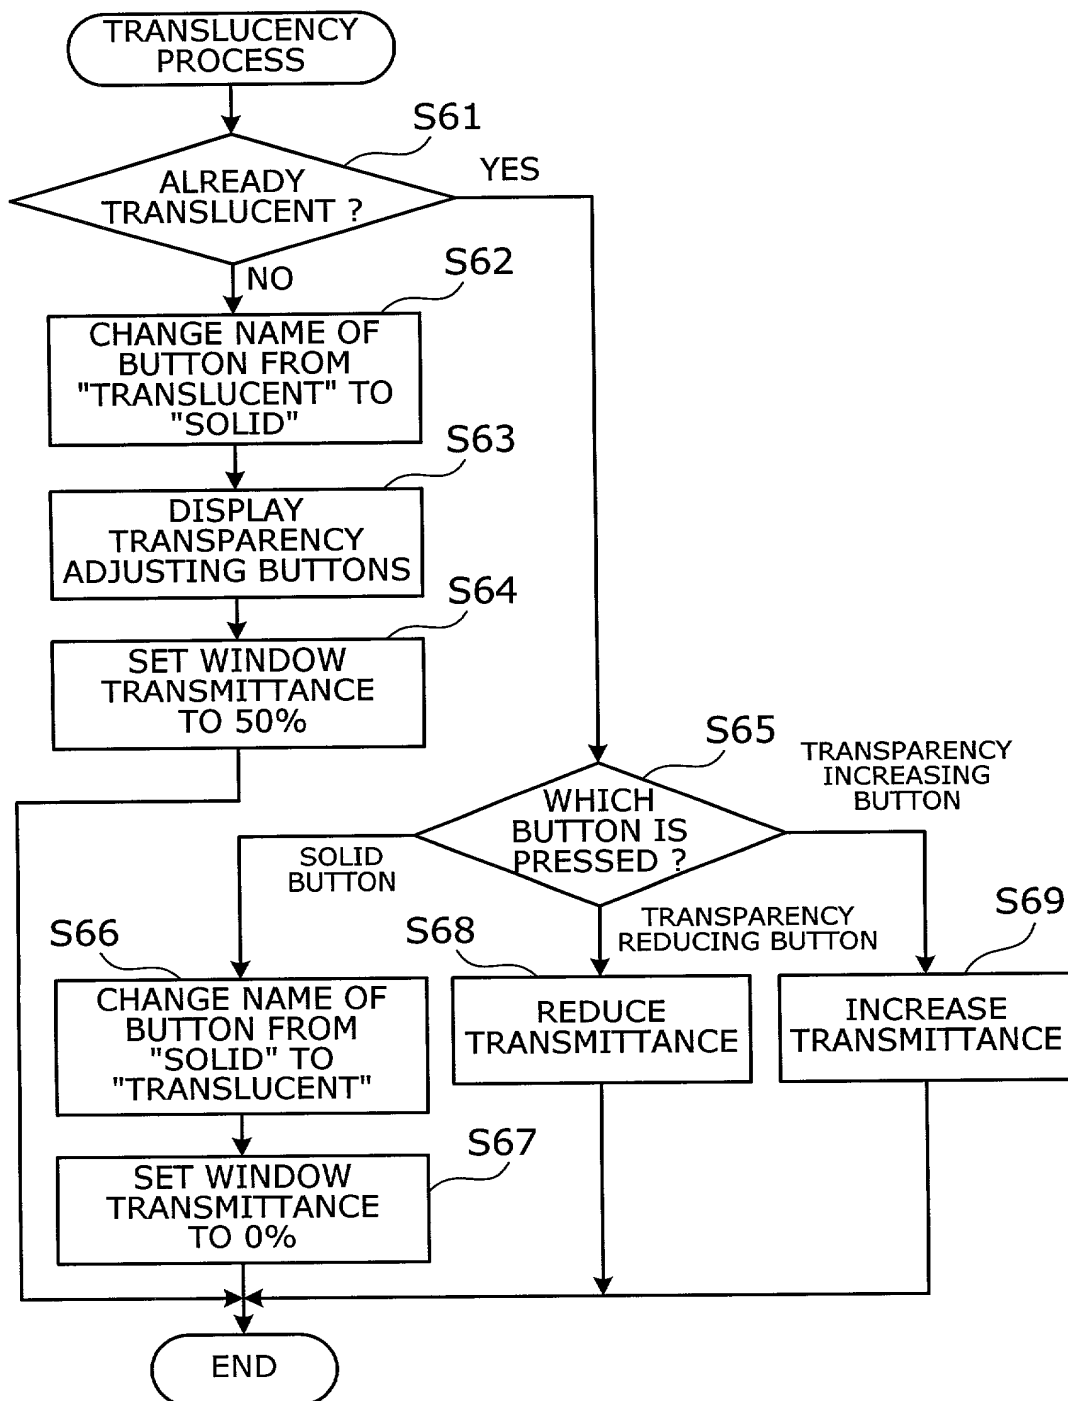 TRANSLUCENCY
PROCESS
S61
ALREADY
TRANSLUCENT ?
YES
NO
S62
CHANGE NAME OF
BUTTON FROM
"TRANSLUCENT" TO
"SOLID"
S63
DISPLAY
TRANSPARENCY
ADJUSTING BUTTONS
S64
SET WINDOW
TRANSMITTANCE
TO 50%
S65
WHICH
BUTTON IS
PRESSED ?
TRANSPARENCY
INCREASING
BUTTON
SOLID
BUTTON
TRANSPARENCY
REDUCING BUTTON
S66
CHANGE NAME OF
BUTTON FROM
"SOLID" TO
"TRANSLUCENT"
S68
REDUCE
TRANSMITTANCE
S69
INCREASE
TRANSMITTANCE
S67
SET WINDOW
TRANSMITTANCE
TO 0%
END